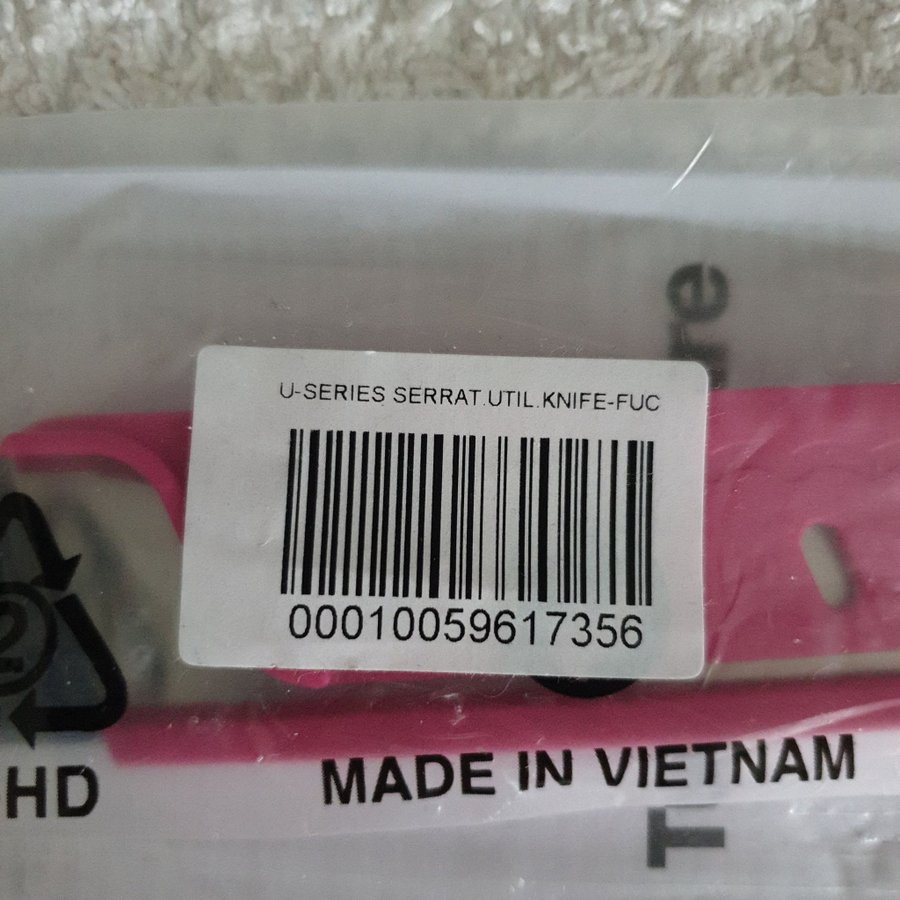 U-SERIES SERRAT.UTIL.KNIFE-FUC
00010059617356
HD
MADE IN VIETNAM